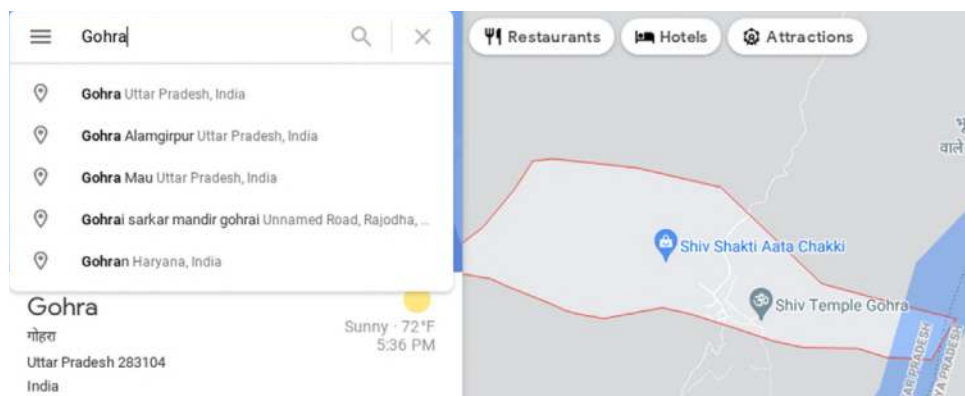 Gohra
Gohra Uttar Pradesh, India
Gohra Alamgirpur Uttar Pradesh, India
Gohra Mau Uttar Pradesh, India
Gohrai sarkar mandir gohrai Unnamed Road, Rajodha, ...
Gohran Haryana, India
Gohra
गोहरा
Uttar Pradesh 283104
India
Sunny · 72°F
5:36 PM
Restaurants
Hotels
Attractions
वाले
Shiv Shakti Aata Chakki
Shiv Temple Gohra